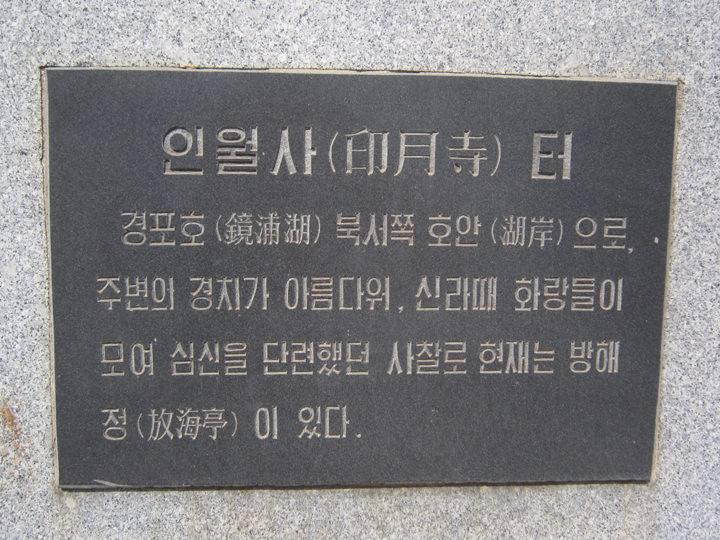 인월사(印月寺) 터
경포호(鏡浦湖) 북서쪽 호안(湖岸)으로,
주변의 경치가 아름다워, 신라때 화랑들이
모여 심신을 단련했던 사찰로 현재는 방해
정(放海亭)이 있다.